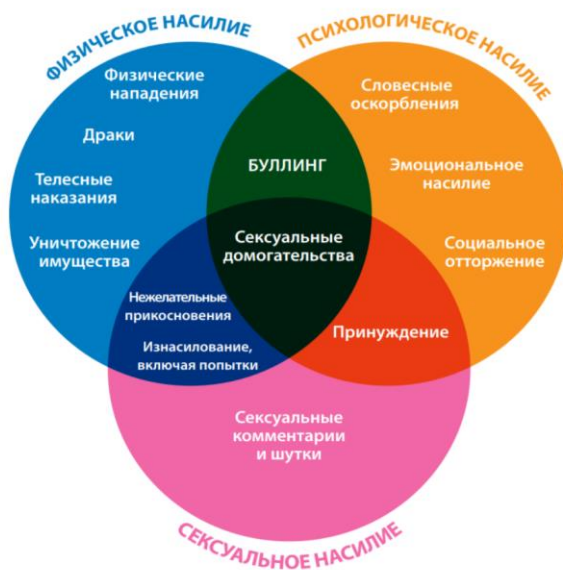 ФИЗИЧЕСКОЕ НАСИЛИЕ
ПСИХОЛОГИЧЕСКОЕ НАСИЛИЕ
Физические
нападения
Драки
Телесные
наказания
Уничтожение
имущества
БУЛЛИНГ
Словесные
оскорбления
Эмоциональное
насилие
Социальное
отторжение
Сексуальные
домогательства
Нежелательные
прикосновения
Изнасилование,
включая попытки
Принуждение
Сексуальные
комментарии
и шутки
СЕКСУАЛЬНОЕ НАСИЛИЕ